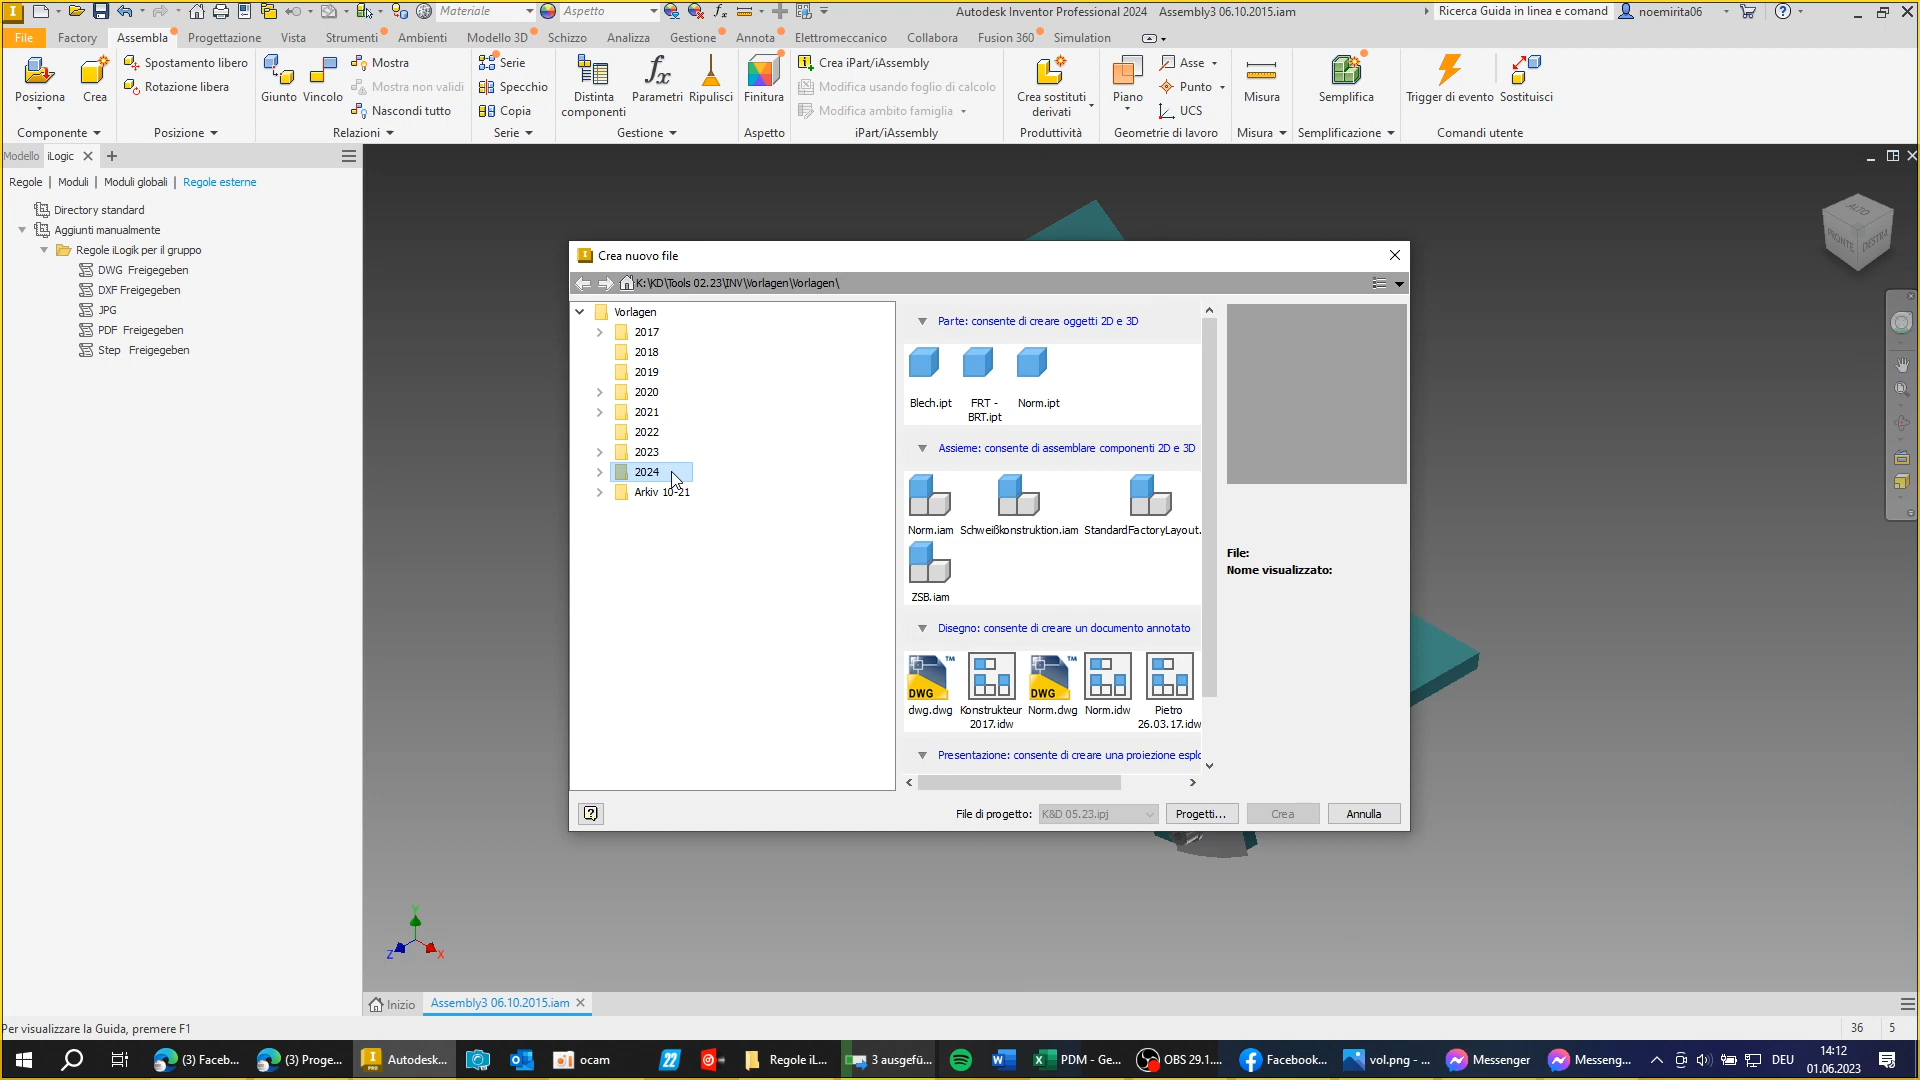 Materiale
Aspetto
Autodesk Inventor Professional 2024 Assembly3 06.10.2015.iam
Ricerca Guida in linea e comand
noemirita06
File Factory Assembla Progettazione Vista Strumenti Ambienti Modello 3D Schizzo Analizza Gestione Annota Elettromeccanico Collabora Fusion 360 Simulation
Posiziona
Crea
Spostamento libero
Rotazione libera
Giunto
Vincolo
Mostra
Mostra non validi
Nascondi tutto
Serie
Specchio
Copia
Distinta
componenti
Parametri
Ripulisci
Finitura
Crea iPart/iAssembly
Modifica usando foglio di calcolo
Modifica ambito famiglia
Crea sostituti
derivati
Piano
Asse
Punto
UCS
Misura
Semplifica
Trigger di evento
Sostituisci
Componente Posizione Relazioni Serie Gestione Aspetto iPart/iAssembly Produttività Geometrie di lavoro Misura Semplificazione Comandi utente
Modello iLogic
Regole | Moduli | Moduli globali | Regole esterne
Directory standard
Aggiunti manualmente
Regole iLogik per il gruppo
DWG Freigegeben
DXF Freigegeben
JPG
PDF Freigegeben
Step Freigegeben
ALTO
FRONTE
DESTRA
Crea nuovo file
K:\KD\Tools 02.23\INV\Vorlagen\Vorlagen\
Vorlagen
2017
2018
2019
2020
2021
2022
2023
2024
Arkiv 10-21
Parte: consente di creare oggetti 2D e 3D
Blech.ipt
FRT -
BRT.ipt
Norm.ipt
Assieme: consente di assemblare componenti 2D e 3D
Norm.iam
Schweißkonstruktion.iam
StandardFactoryLayout.
ZSB.iam
Disegno: consente di creare un documento annotato
DWG
DWG
dwg.dwg
Konstrukteur
2017.idw
Norm.dwg
Norm.idw
Pietro
26.03.17.idw
Presentazione: consente di creare una proiezione esplo
File:
Nome visualizzato:
File di progetto:
K&D 05.23.ipj
Progetti...
Crea
Annulla
Y
Z
X
Inizio
Assembly3 06.10.2015.iam
Per visualizzare la Guida, premere F1
36 5
(3) Faceb...
(3) Proge...
Autodesk...
ocam
22
Regole iL...
3 ausgefü...
PDM - Ge...
OBS 29.1....
Facebook...
vol.png - ...
Messenger
Messeng...
DEU
14:12
01.06.2023